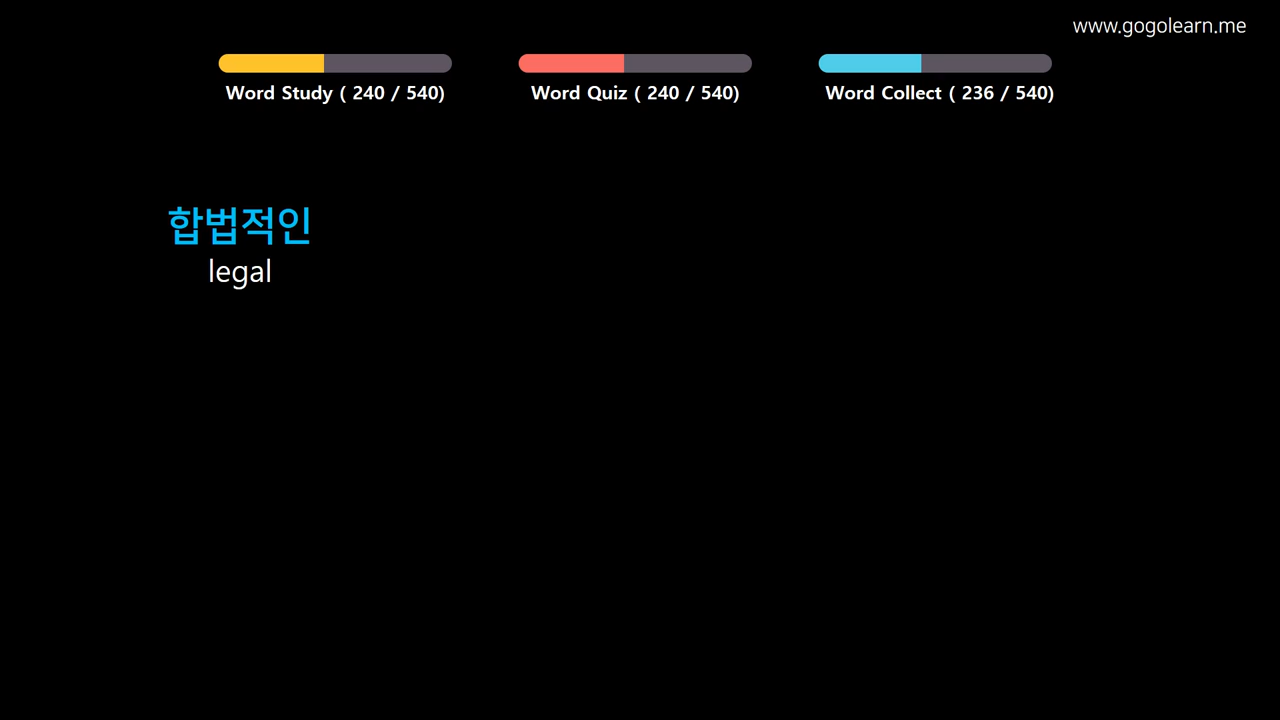 www.gogolearn.me
Word Study ( 240 / 540)
Word Quiz ( 240 / 540)
Word Collect ( 236 / 540)
합법적인
legal